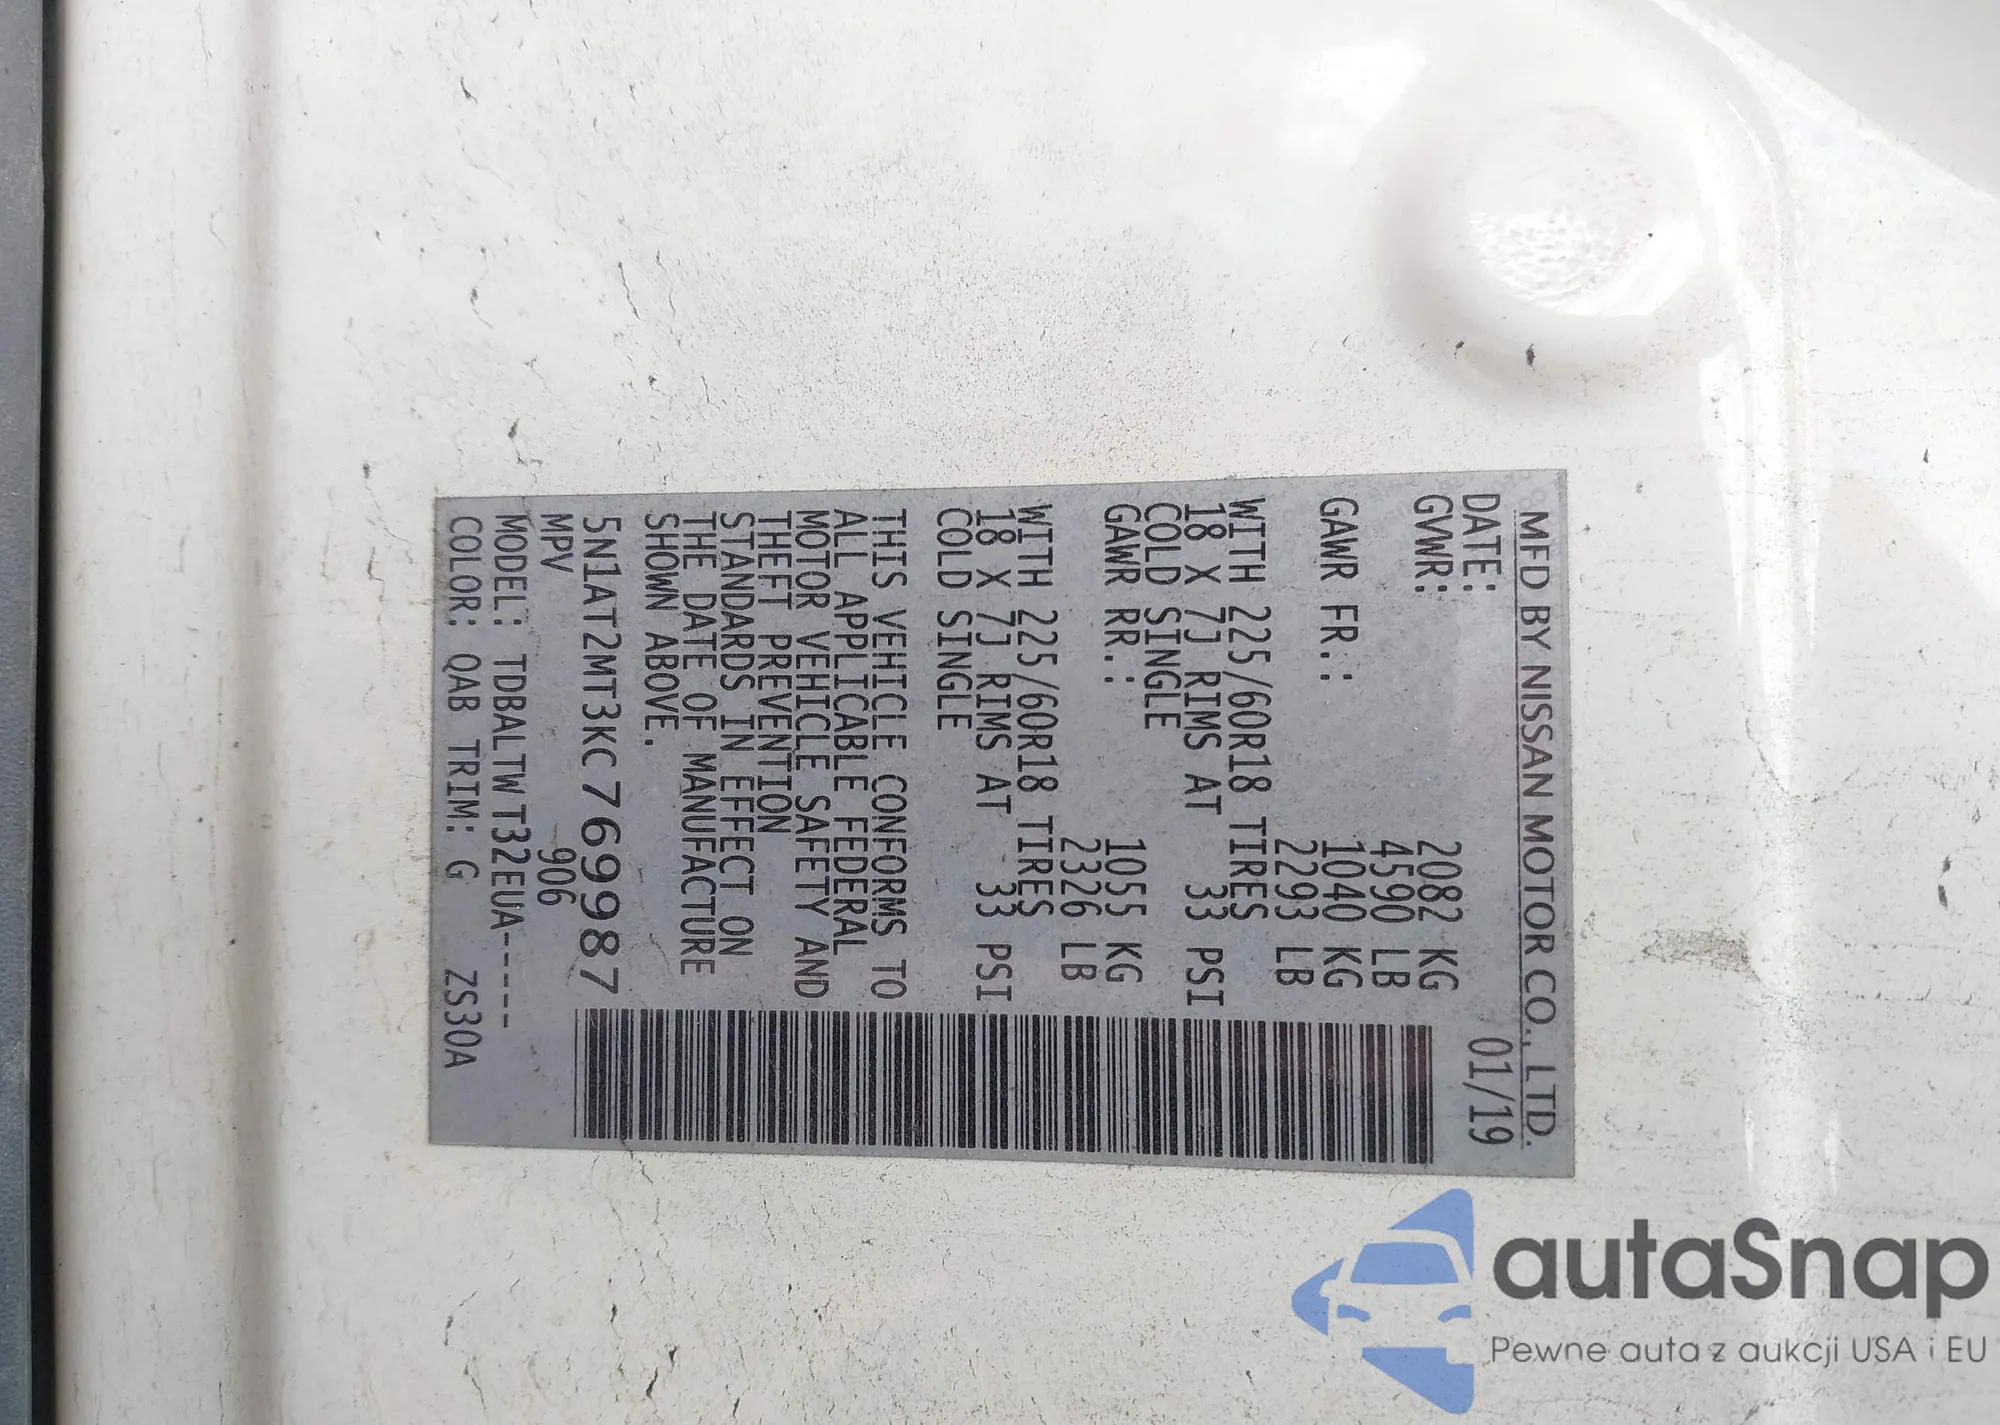 MFD BY NISSAN MOTOR CO., LTD.
DATE: 01/19
GVWR: 2082 KG
4590 LB
GAWR FR.: 1040 KG
2293 LB
WITH 225/60R18 TIRES
18 X 7J RIMS AT 33 PSI
COLD SINGLE
GAWR RR.: 1055 KG
2326 LB
WITH 225/60R18 TIRES
18 X 7J RIMS AT 33 PSI
COLD SINGLE
THIS VEHICLE CONFORMS TO
ALL APPLICABLE FEDERAL
MOTOR VEHICLE SAFETY AND
THEFT PREVENTION
STANDARDS IN EFFECT ON
THE DATE OF MANUFACTURE
SHOWN ABOVE.
5N1AT2MT3KC769987
MPV 906
MODEL: TDBALTWT32EUA-----
COLOR: QAB TRIM: G ZS30A
autaSnap
Pewne auta z aukcji USA i EU